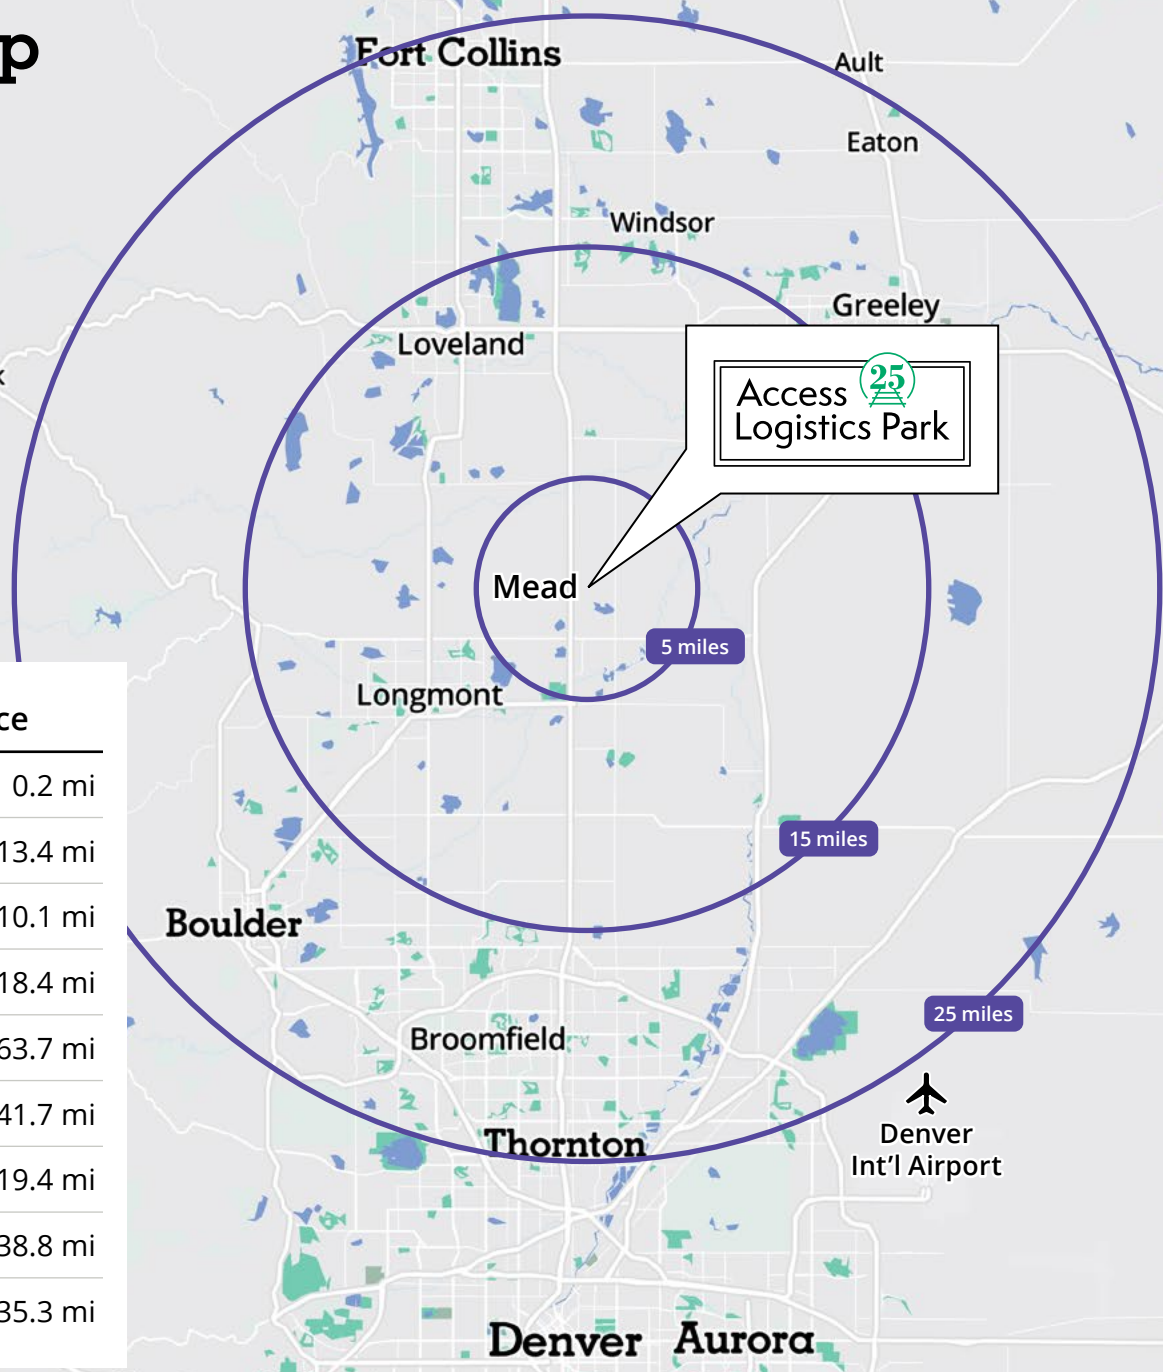 p
Fort Collins
Ault
Eaton
Windsor
Greeley
Loveland
Access 25
Logistics Park
Mead
5 miles
Longmont
ce
0.2 mi
13.4 mi
15 miles
10.1 mi
Boulder
18.4 mi
25 miles
Broomfield
63.7 mi
41.7 mi
Thornton
Denver
Int’l Airport
19.4 mi
38.8 mi
35.3 mi
Denver
Aurora